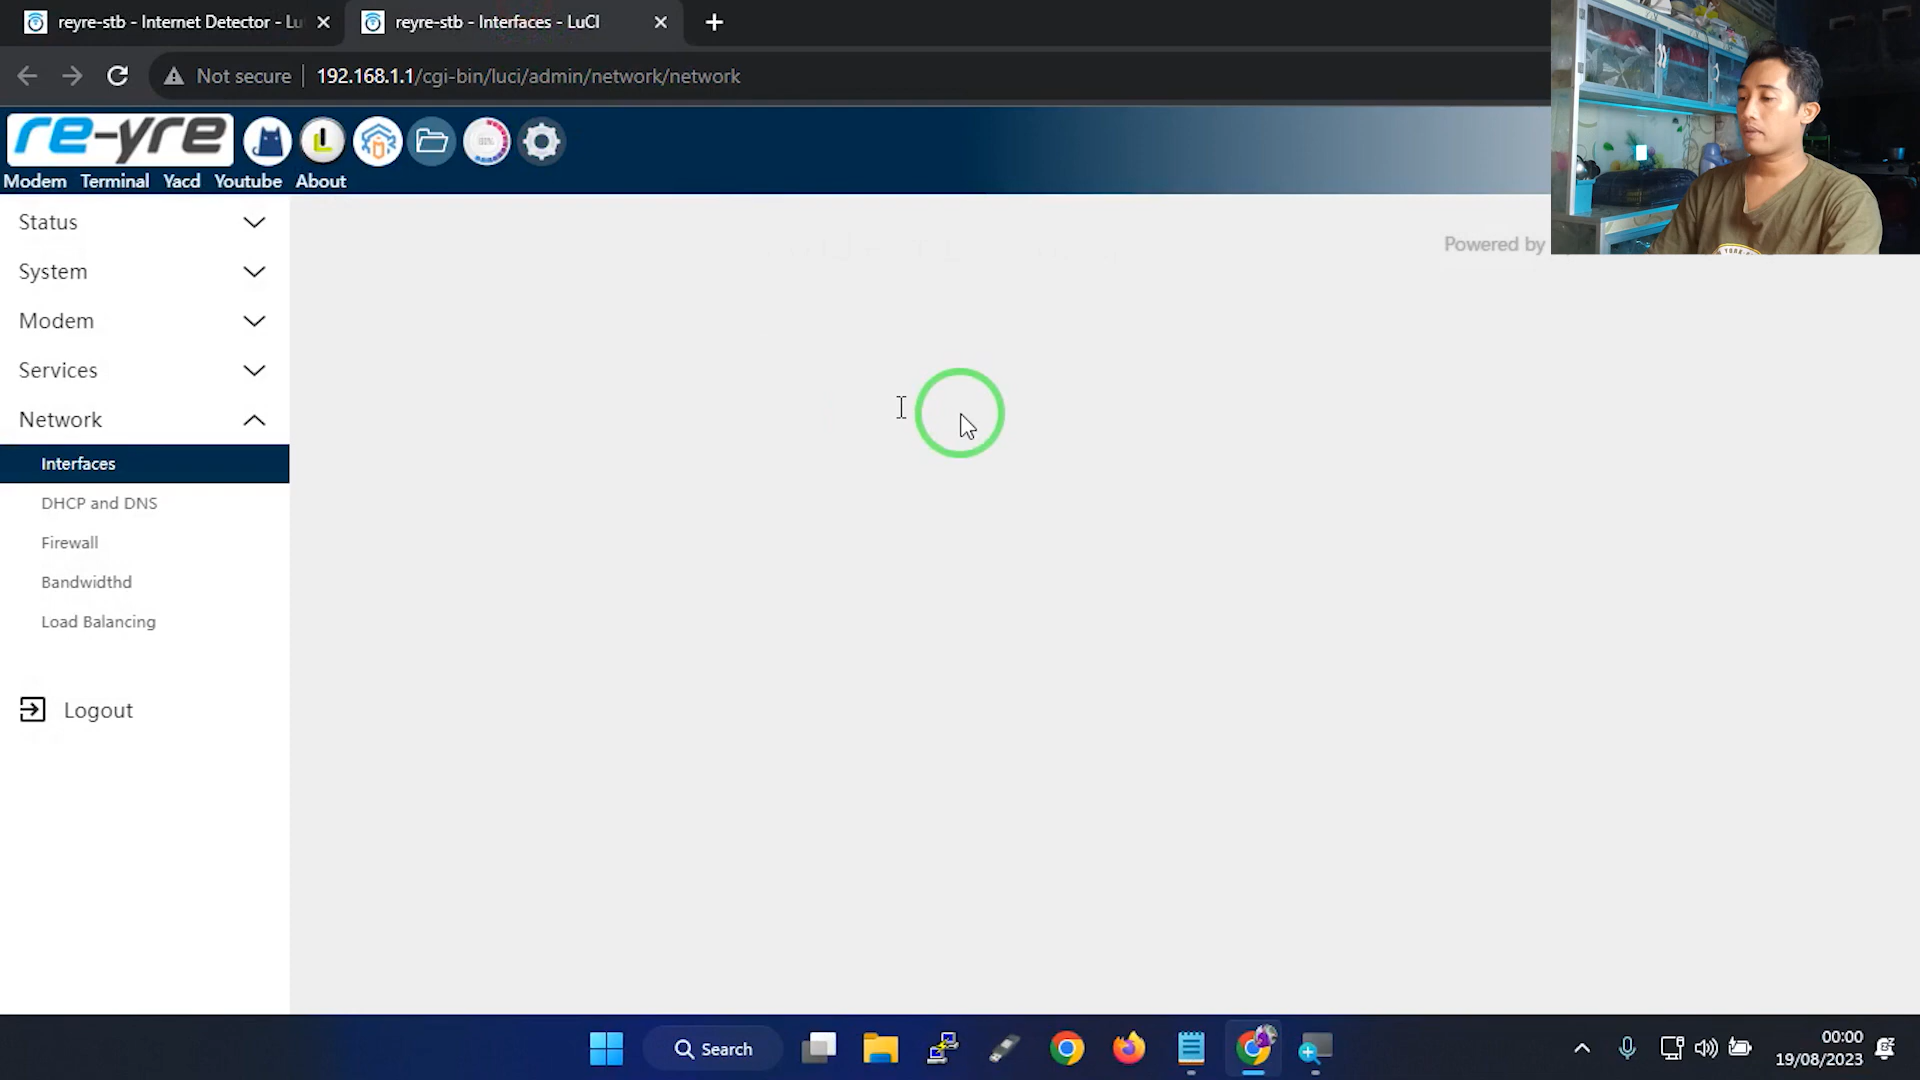 reyre-stb - Internet Detector - Lu
reyre-stb - Interfaces - LuCI
Not secure
192.168.1.1/cgi-bin/luci/admin/network/network
re-yre
100%
Modem
Terminal
Yacd
Youtube
About
Status
System
Modem
Services
Network
Interfaces
DHCP and DNS
Firewall
Bandwidthd
Load Balancing
Logout
Powered by
Search
00:00
19/08/2023